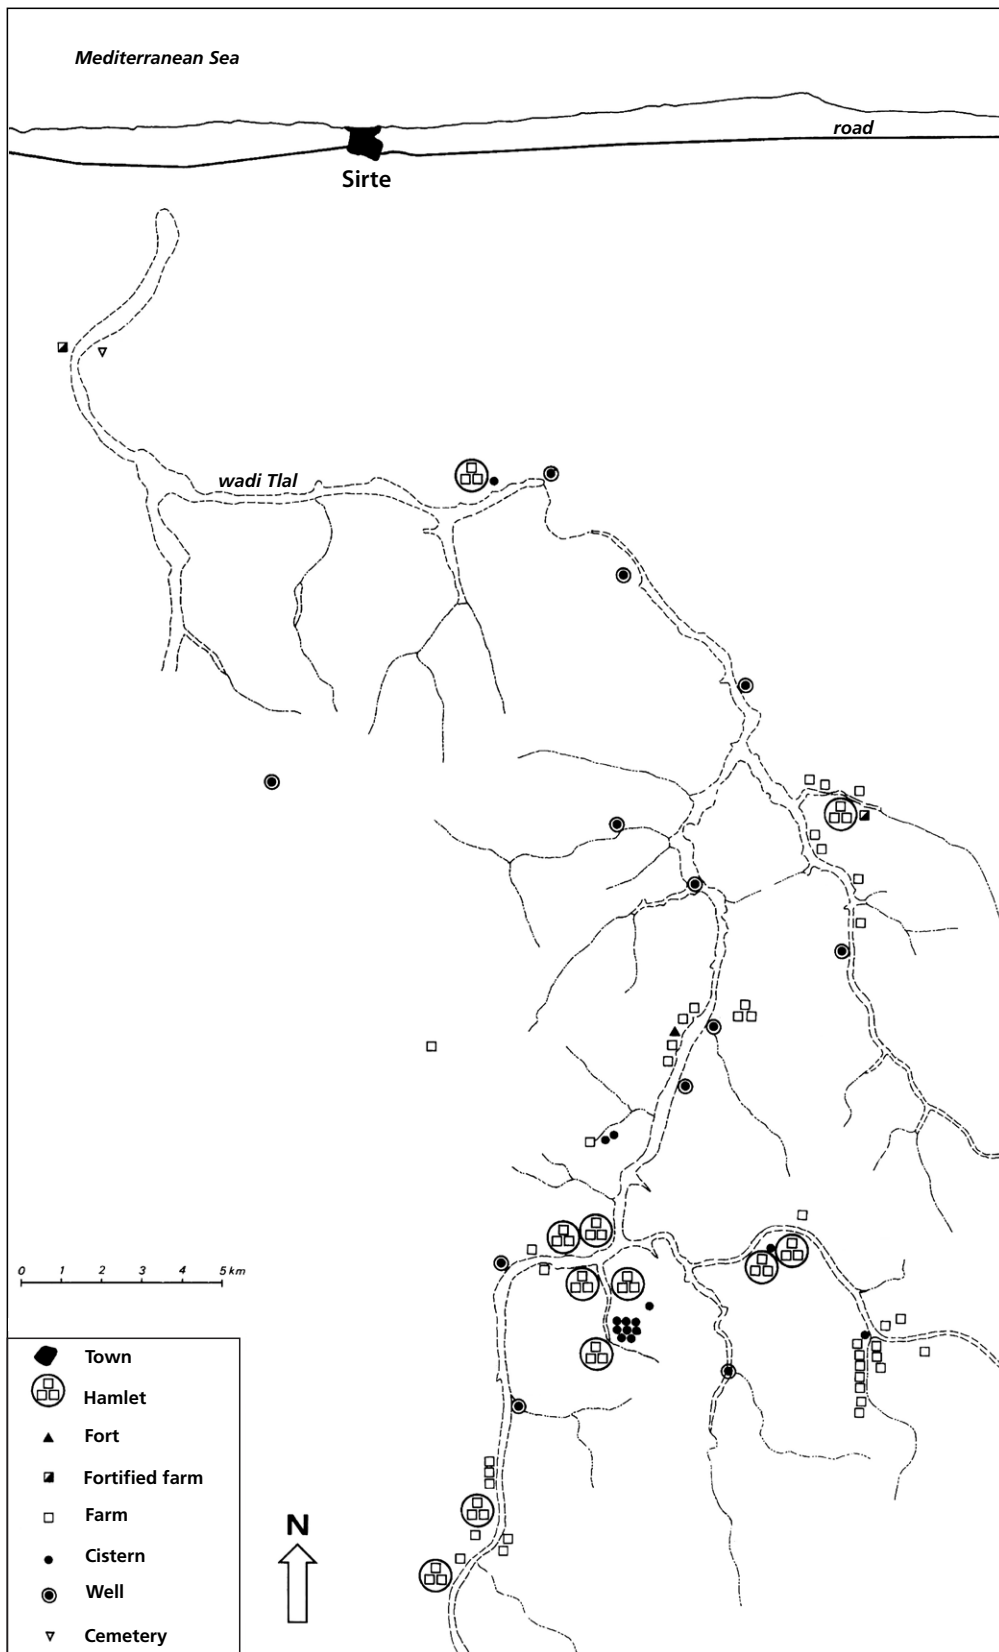 Mediterranean Sea
road
Sirte
wadi Tlal
0 1 2 3 4 5 km
Town
Hamlet
Fort
Fortified farm
Farm
Cistern
Well
Cemetery
N